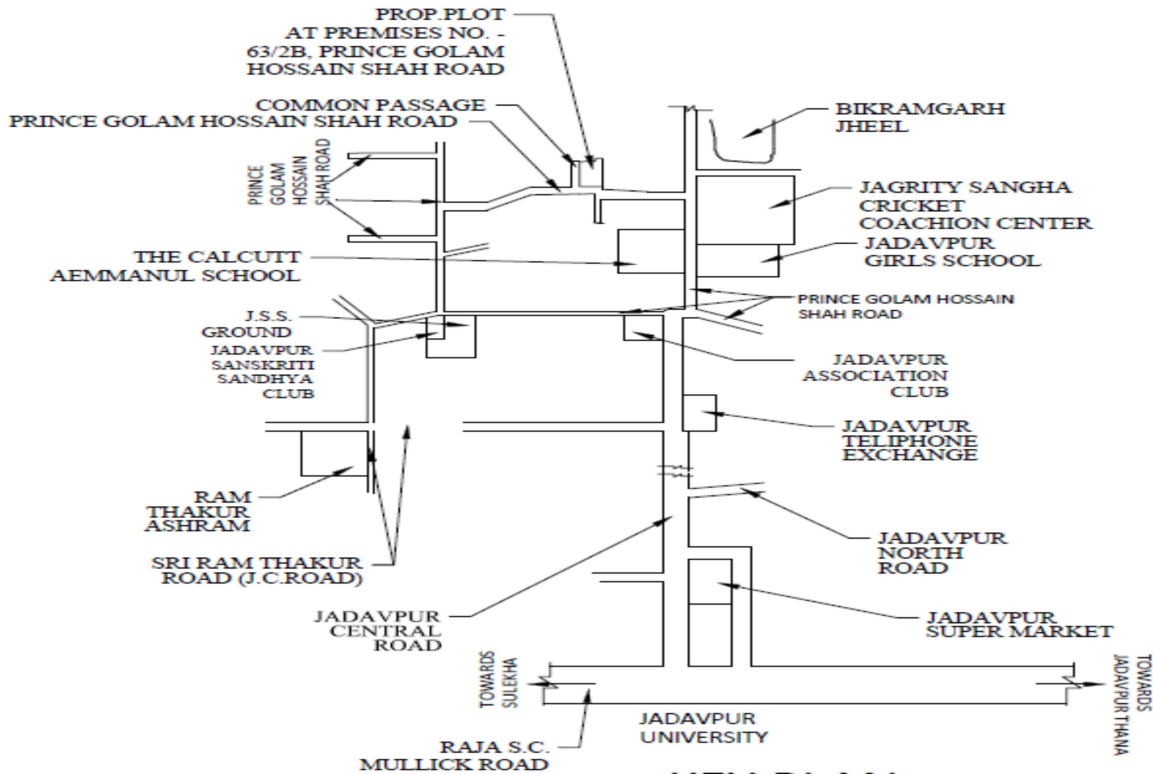 PROP.PLOT
AT PREMISES NO. -
63/2B, PRINCE GOLAM
HOSSAIN SHAH ROAD
COMMON PASSAGE
PRINCE GOLAM HOSSAIN SHAH ROAD
BIKRAMGARH
JHEEL
PRINCE
GOLAM
HOSSAIN
SHAH ROAD
JAGRITY SANGHA
CRICKET
COACHION CENTER
JADAVPUR
GIRLS SCHOOL
THE CALCUTT
AEMMANUL SCHOOL
PRINCE GOLAM HOSSAIN
SHAH ROAD
J.S.S.
GROUND
JADAVPUR
SANSKRITI
SANDHYA
CLUB
JADAVPUR
ASSOCIATION
CLUB
JADAVPUR
TELIPHONE
EXCHANGE
RAM
THAKUR
ASHRAM
SRI RAM THAKUR
ROAD (J.C.ROAD)
JADAVPUR
NORTH
ROAD
JADAVPUR
CENTRAL
ROAD
JADAVPUR
SUPER MARKET
TOWARDS
SULEKHA
TOWARDS
JADAVPUR THANA
JADAVPUR
UNIVERSITY
RAJA S.C.
MULLICK ROAD